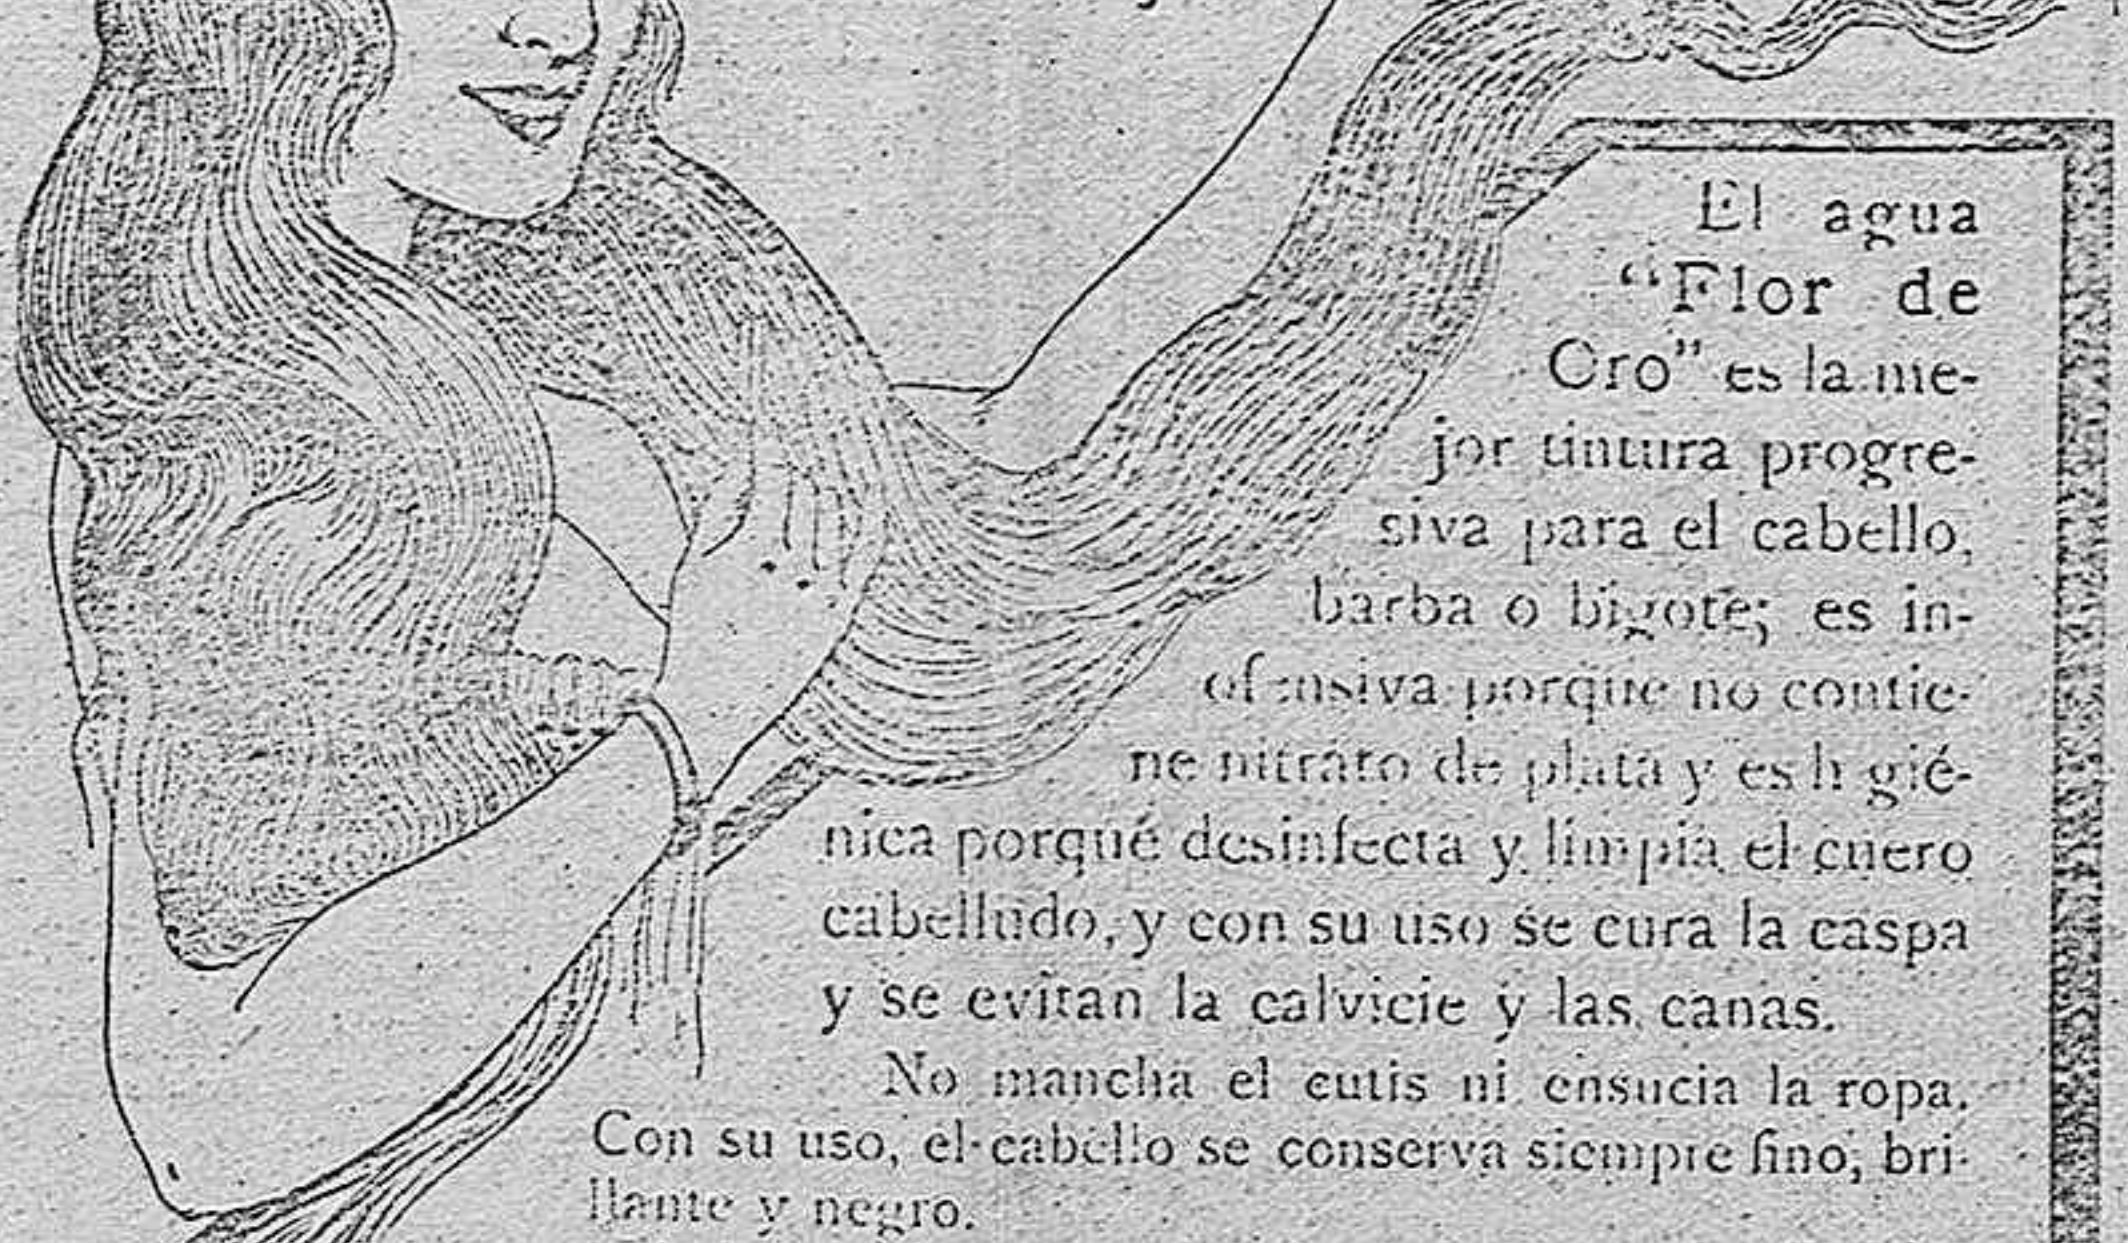 El agua
“Flor de
Oro” es la me-
jor tintura progre-
siva para el cabello,
barba o bigote; es in-
ofensiva porque no contie-
ne nitrato de plata y es higié-
nica porqué desinfecta y limpia el cuero
cabelludo, y con su uso se cura la caspa
y se evitan la calvicie y las canas.
No mancha el cutis ni ensucia la ropa.
Con su uso, el cabello se conserva siempre fino, bri-
llante y negro.